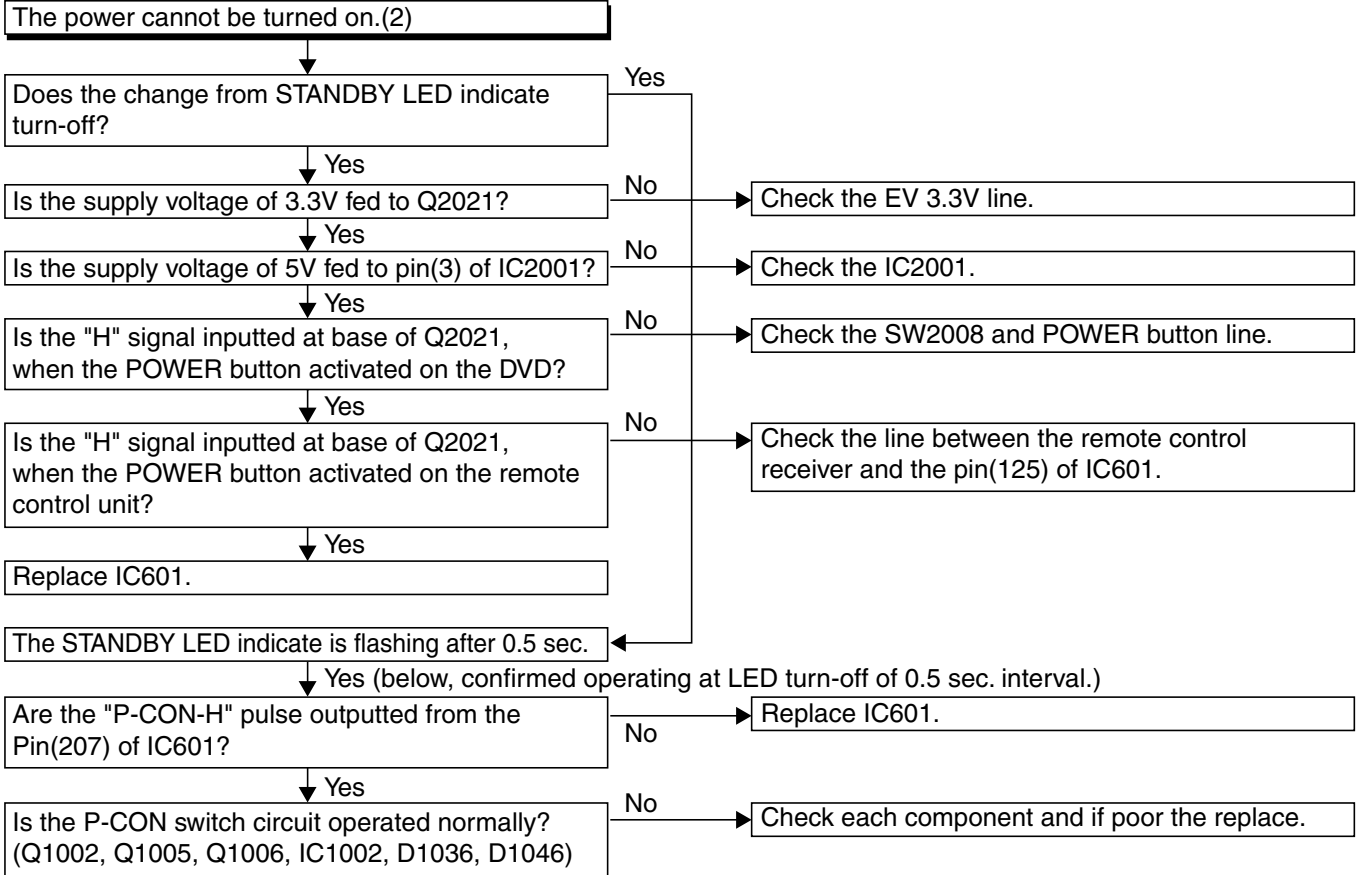 The power cannot be turned on.(2)
Does the change from STANDBY LED indicate
turn-off?
Yes
Yes
Is the supply voltage of 3.3V fed to Q2021?
No
Check the EV 3.3V line.
Yes
Is the supply voltage of 5V fed to pin(3) of IC2001?
No
Check the IC2001.
Yes
Is the "H" signal inputted at base of Q2021,
when the POWER button activated on the DVD?
No
Check the SW2008 and POWER button line.
Yes
Is the "H" signal inputted at base of Q2021,
when the POWER button activated on the remote
control unit?
No
Check the line between the remote control
receiver and the pin(125) of IC601.
Yes
Replace IC601.
The STANDBY LED indicate is flashing after 0.5 sec.
Yes (below, confirmed operating at LED turn-off of 0.5 sec. interval.)
Are the "P-CON-H" pulse outputted from the
Pin(207) of IC601?
No
Replace IC601.
Yes
Is the P-CON switch circuit operated normally?
(Q1002, Q1005, Q1006, IC1002, D1036, D1046)
No
Check each component and if poor the replace.